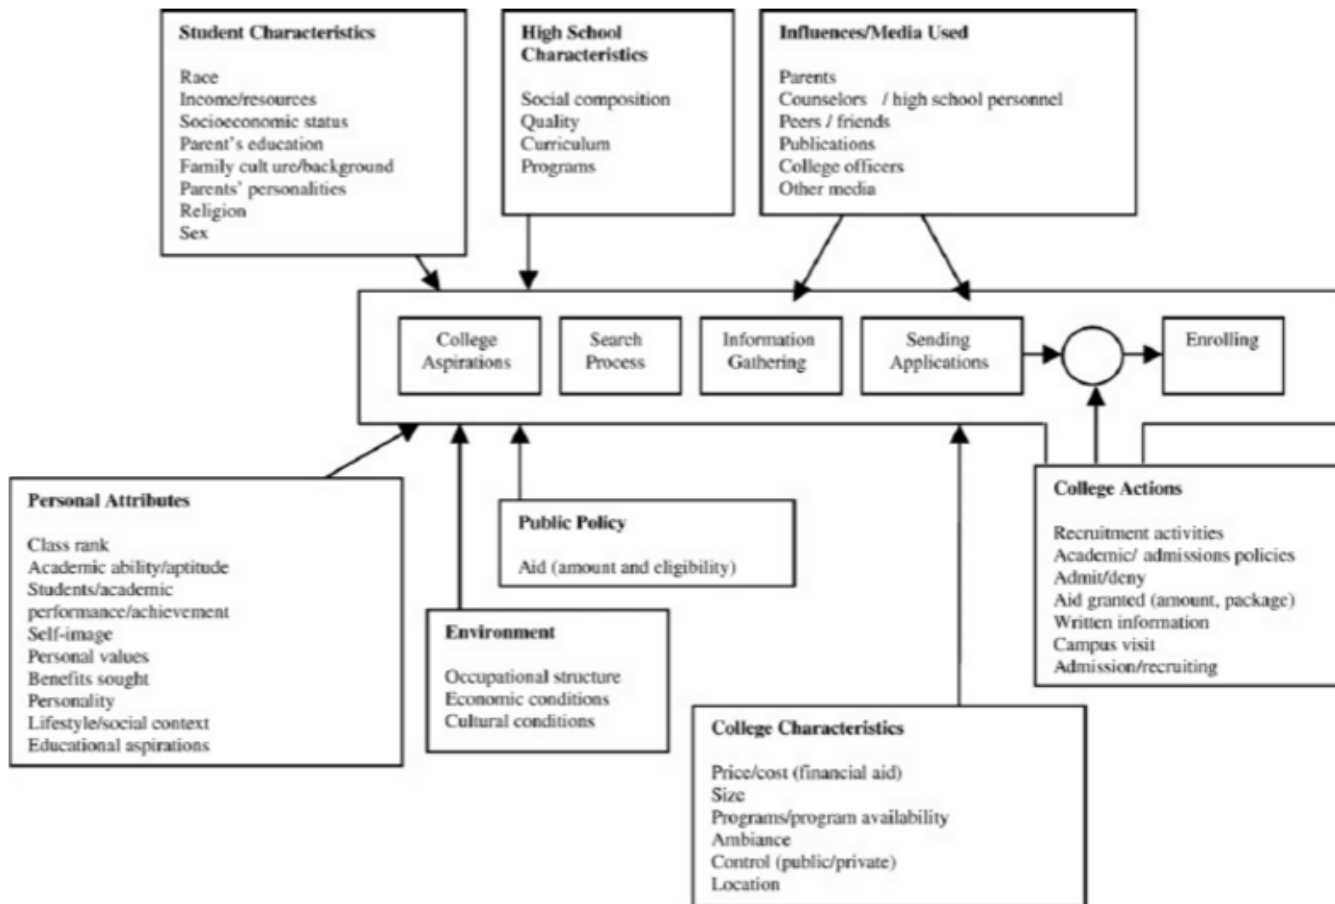 Student Characteristics
Race
Income/resources
Socioeconomic status
Parent's education
Family cult ure/background
Parents' personalities
Religion
Sex
High School
Characteristics
Social composition
Quality
Curriculum
Programs
Influences/Media Used
Parents
Counselors / high school personnel
Peers / friends
Publications
College officers
Other media
College
Aspirations
Search
Process
Information
Gathering
Sending
Applications
Enrolling
Personal Attributes
Class rank
Academic ability/aptitude
Students/academic
performance/achievement
Self-image
Personal values
Benefits sought
Personality
Lifestyle/social context
Educational aspirations
Public Policy
Aid (amount and eligibility)
Environment
Occupational structure
Economic conditions
Cultural conditions
College Actions
Recruitment activities
Academic/ admissions policies
Admit/deny
Aid granted (amount, package)
Written information
Campus visit
Admission/recruiting
College Characteristics
Price/cost (financial aid)
Size
Programs/program availability
Ambiance
Control (public/private)
Location